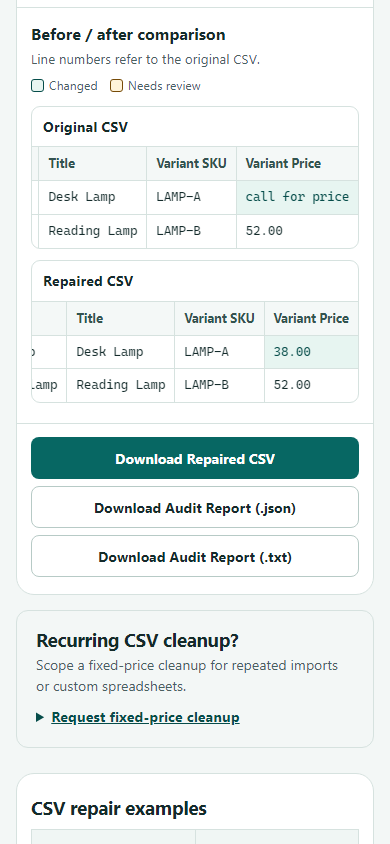 Before / after comparison
Line numbers refer to the original CSV.
Changed Needs review
Original CSV
Title Variant SKU Variant Price
Desk Lamp LAMP-A call for price
Reading Lamp LAMP-B 52.00
Repaired CSV
Title Variant SKU Variant Price
Desk Lamp LAMP-A 38.00
amp Reading Lamp LAMP-B 52.00
Download Repaired CSV
Download Audit Report (.json)
Download Audit Report (.txt)
Recurring CSV cleanup?
Scope a fixed-price cleanup for repeated imports
or custom spreadsheets.
Request fixed-price cleanup
CSV repair examples